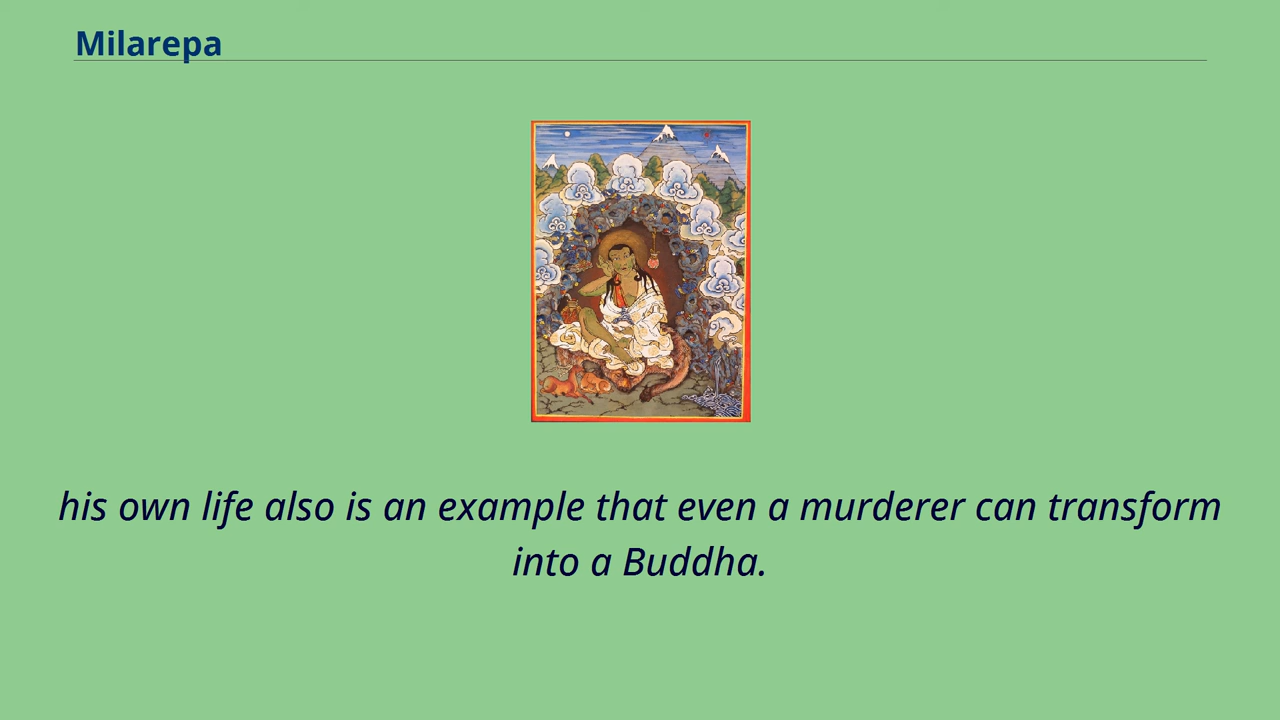 Milarepa
his own life also is an example that even a murderer can transform
into a Buddha.